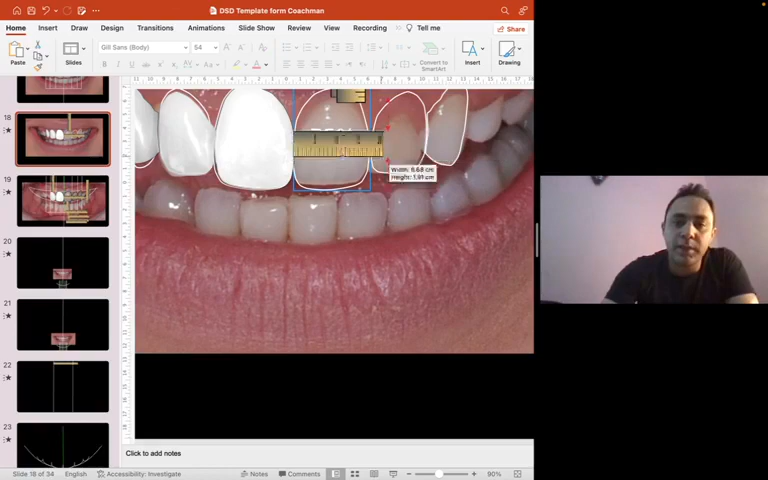 DSD Template form Coachman
Home Insert Draw Design Transitions Animations Slide Show Review View Recording Tell me Share
Paste Slides Gill Sans (Body) 54 Convert to SmartArt Insert Drawing
18
19
20
21
22
23
Width: 6.68 cm
Height: 1.91 cm
Click to add notes
Slide 18 of 34 English Accessibility: Investigate Notes Comments 90%